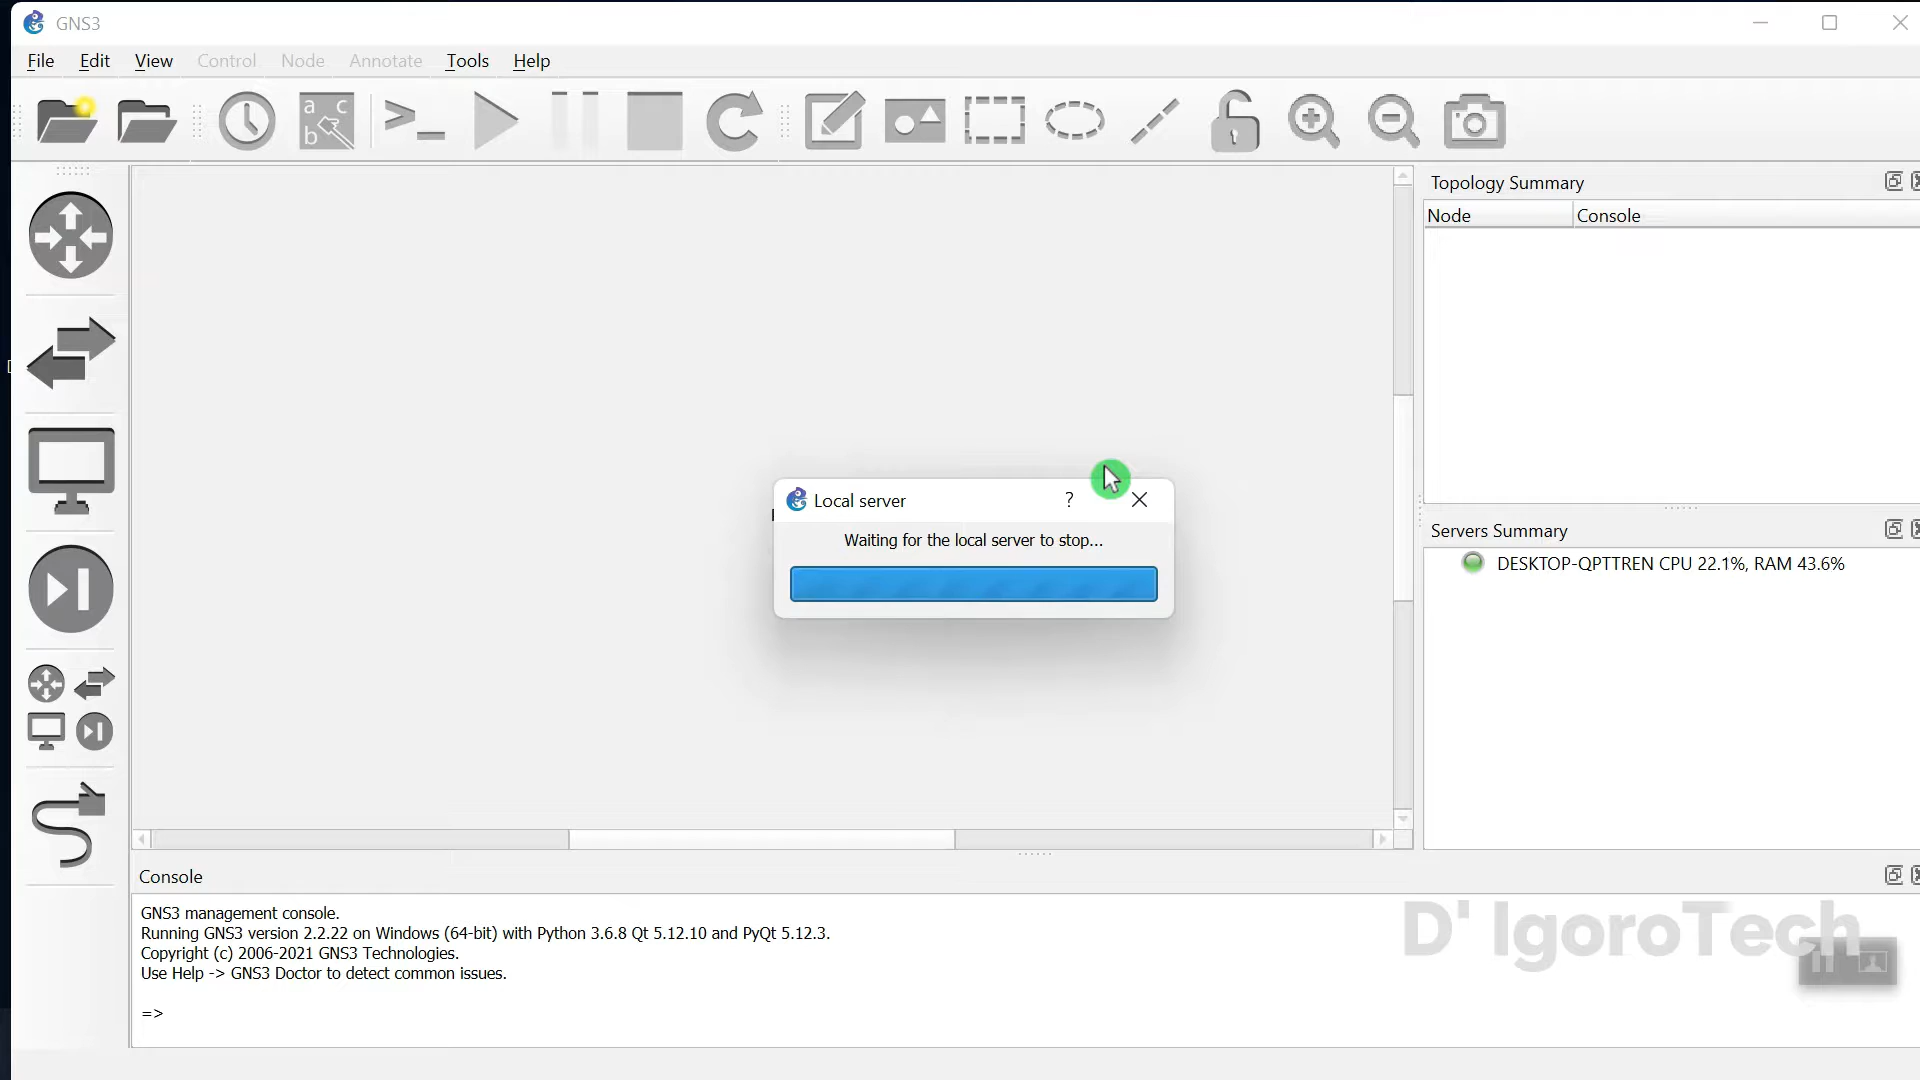 GNS3
File Edit View Control Node Annotate Tools Help
a c
b
Topology Summary
Node Console
Local server ?
Waiting for the local server to stop...
Servers Summary
DESKTOP-QPTTREN CPU 22.1%, RAM 43.6%
Console
GNS3 management console.
Running GNS3 version 2.2.22 on Windows (64-bit) with Python 3.6.8 Qt 5.12.10 and PyQt 5.12.3.
Copyright (c) 2006-2021 GNS3 Technologies.
Use Help -> GNS3 Doctor to detect common issues.
=>
D' IgoroTech